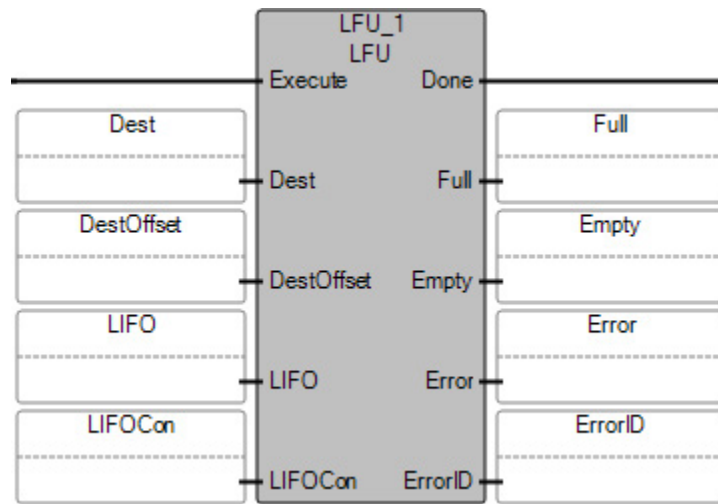 LFU_1
LFU
Execute Done
Dest Full
Dest Full
DestOffset Empty
DestOffset Empty
LIFO Error
LIFO Error
LIFOCon ErrorID
LIFOCon ErrorID